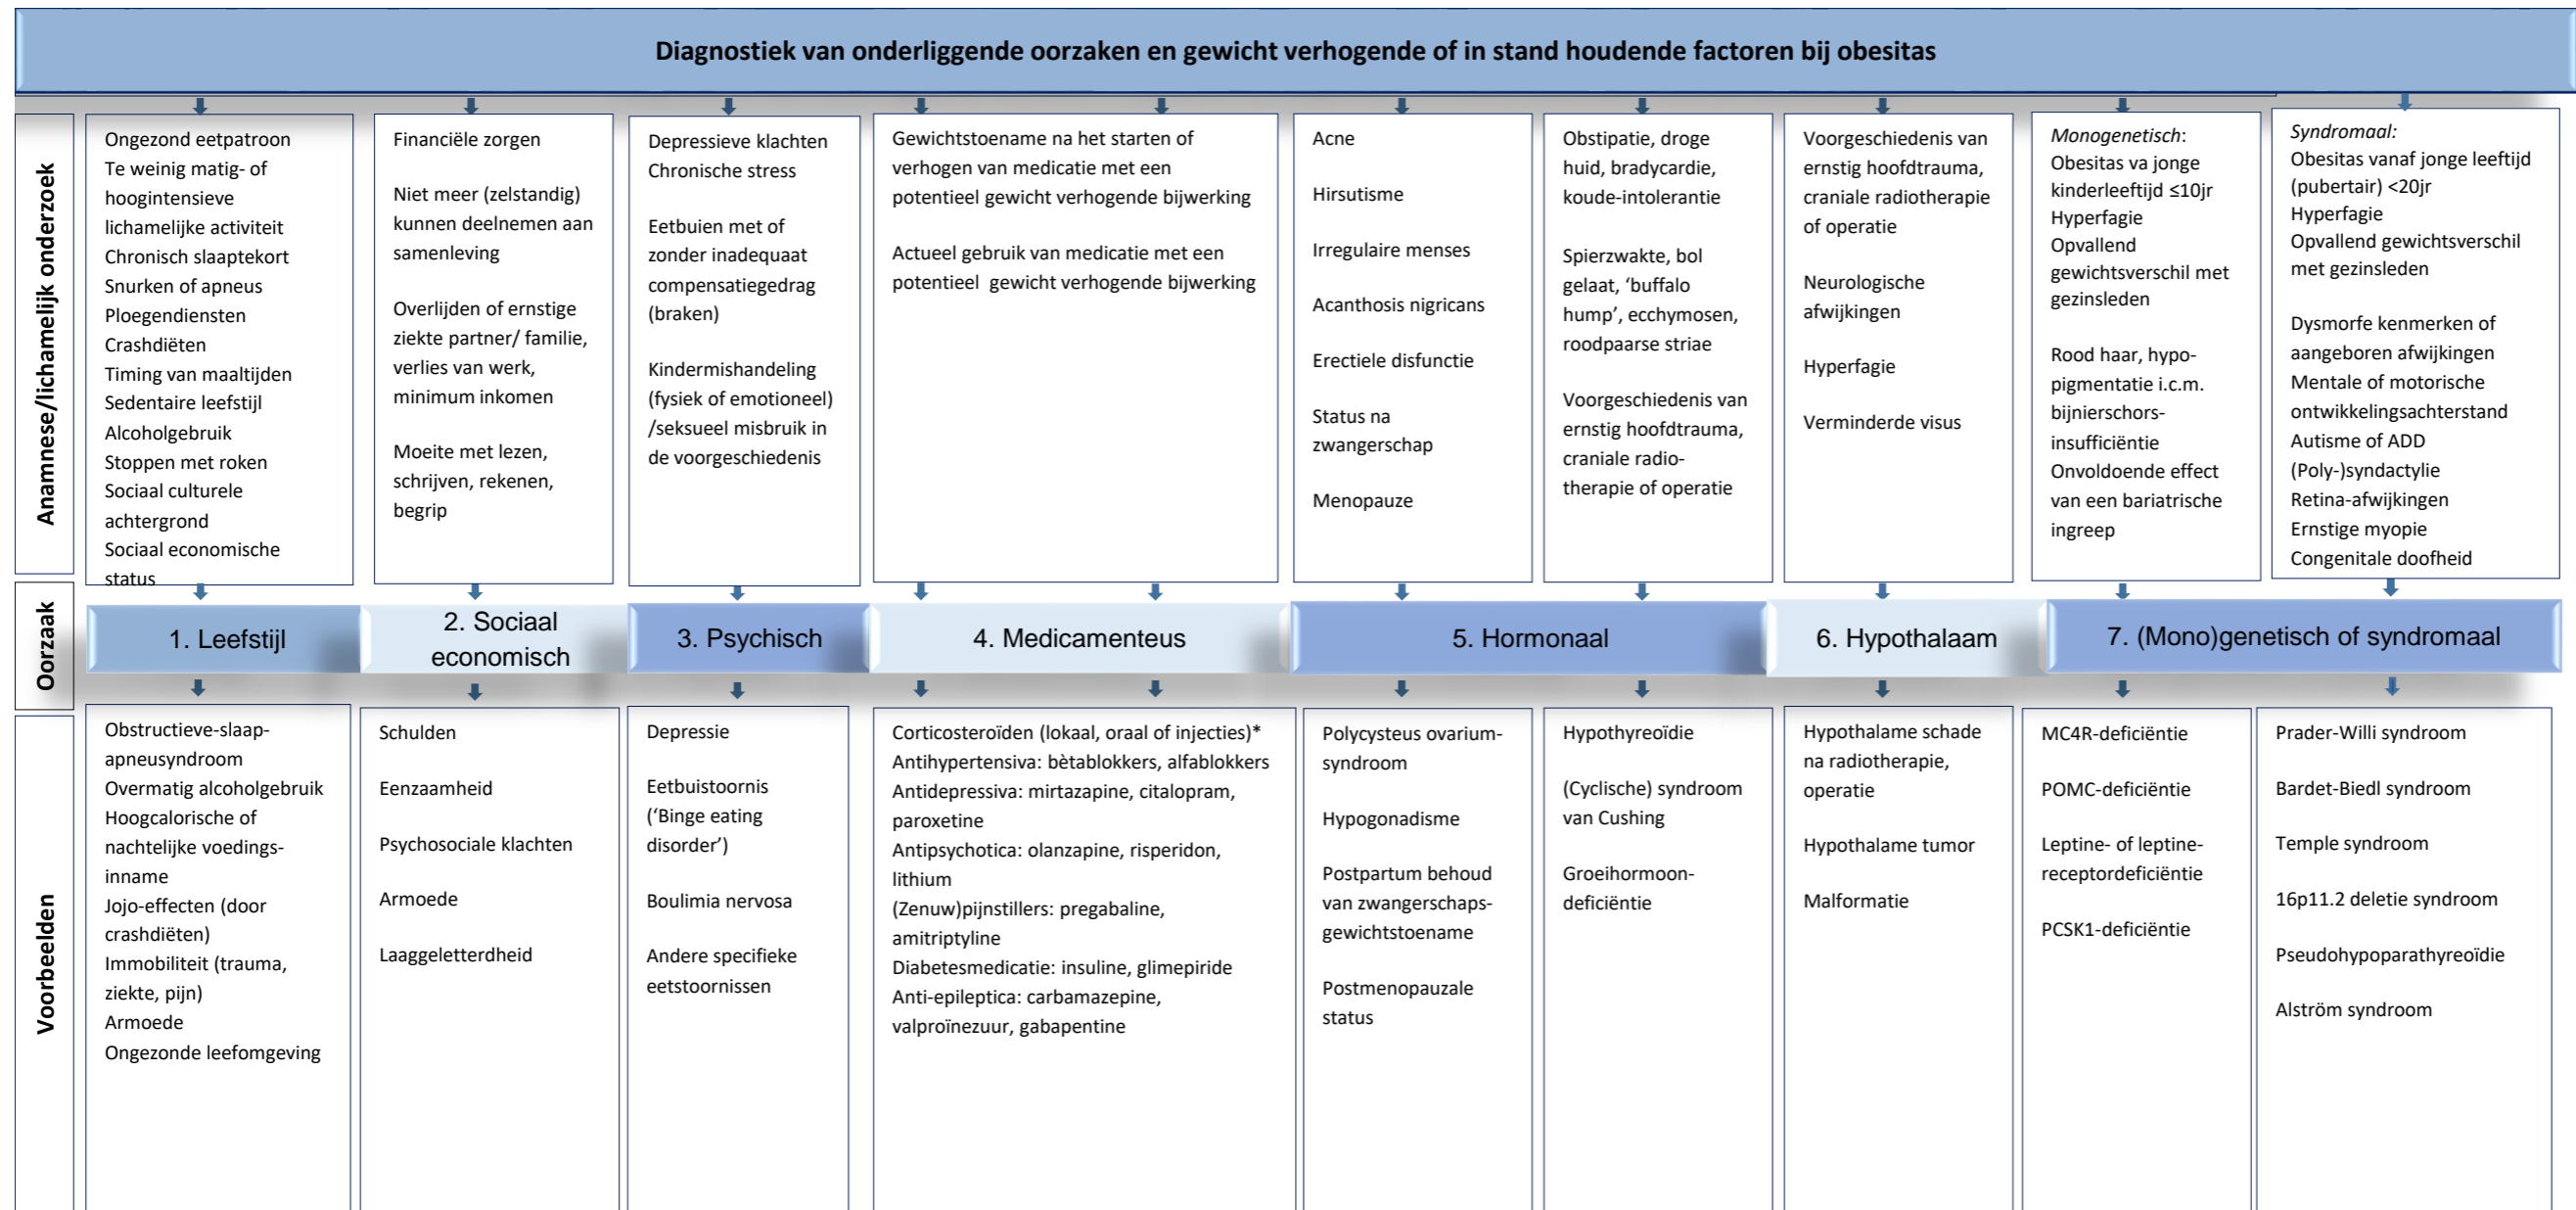 Diagnostiek van onderliggende oorzaken en gewicht verhogende of in stand houdende factoren bij obesitas
Anamnese/lichamelijk onderzoek
Ongezond eetpatroon
Te weinig matig- of
hoogintensieve
lichamelijke activiteit
Chronisch slaaptekort
Snurken of apneus
Ploegendiensten
Crashdiëten
Timing van maaltijden
Sedentaire leefstijl
Alcoholgebruik
Stoppen met roken
Sociaal culturele
achtergrond
Sociaal economische
status
Financiële zorgen
Niet meer (zelstandig)
kunnen deelnemen aan
samenleving
Overlijden of ernstige
ziekte partner/ familie,
verlies van werk,
minimum inkomen
Moeite met lezen,
schrijven, rekenen,
begrip
Depressieve klachten
Chronische stress
Eetbuien met of
zonder inadequaat
compensatiegedrag
(braken)
Kindermishandeling
(fysiek of emotioneel)
/seksueel misbruik in
de voorgeschiedenis
Gewichtstoename na het starten of
verhogen van medicatie met een
potentieel gewicht verhogende bijwerking
Actueel gebruik van medicatie met een
potentieel gewicht verhogende bijwerking
Acne
Hirsutisme
Irregulaire menses
Acanthosis nigricans
Erectiele disfunctie
Status na
zwangerschap
Menopauze
Obstipatie, droge
huid, bradycardie,
koude-intolerantie
Spierzwakte, bol
gelaat, ‘buffalo
hump’, ecchymosen,
roodpaarse striae
Voorgeschiedenis van
ernstig hoofdtrauma,
craniale radio-
therapie of operatie
Voorgeschiedenis van
ernstig hoofdtrauma,
craniale radiotherapie
of operatie
Neurologische
afwijkingen
Hyperfagie
Verminderde visus
Monogenetisch:
Obesitas va jonge
kinderleeftijd ≤10jr
Hyperfagie
Opvallend
gewichtsverschil met
gezinsleden
Rood haar, hypo-
pigmentatie i.c.m.
bijnierschors-
insufficiëntie
Onvoldoende effect
van een bariatrische
ingreep
Syndromaal:
Obesitas vanaf jonge leeftijd
(pubertair) <20jr
Hyperfagie
Opvallend gewichtsverschil
met gezinsleden
Dysmorfe kenmerken of
aangeboren afwijkingen
Mentale of motorische
ontwikkelingsachterstand
Autisme of ADD
(Poly-)syndactylie
Retina-afwijkingen
Ernstige myopie
Congenitale doofheid
Oorzaak
1. Leefstijl
2. Sociaal
economisch
3. Psychisch
4. Medicamenteus
5. Hormonaal
6. Hypothalaam
7. (Mono)genetisch of syndromaal
Voorbeelden
Obstructieve-slaap-
apneusyndroom
Overmatig alcoholgebruik
Hoogcalorische of
nachtelijke voedings-
inname
Jojo-effecten (door
crashdiëten)
Immobiliteit (trauma,
ziekte, pijn)
Armoede
Ongezonde leefomgeving
Schulden
Eenzaamheid
Psychosociale klachten
Armoede
Laaggeletterdheid
Depressie
Eetbuistoornis
(‘Binge eating
disorder’)
Boulimia nervosa
Andere specifieke
eetstoornissen
Corticosteroïden (lokaal, oraal of injecties)*
Antihypertensiva: bètablokkers, alfablokkers
Antidepressiva: mirtazapine, citalopram,
paroxetine
Antipsychotica: olanzapine, risperidon,
lithium
(Zenuw)pijnstillers: pregabaline,
amitriptyline
Diabetesmedicatie: insuline, glimepiride
Anti-epileptica: carbamazepine,
valproïnezuur, gabapentine
Polycysteus ovarium-
syndroom
Hypogonadisme
Postpartum behoud
van zwangerschaps-
gewichtstoename
Postmenopauzale
status
Hypothyreoïdie
(Cyclische) syndroom
van Cushing
Groeihormoon-
deficiëntie
Hypothalame schade
na radiotherapie,
operatie
Hypothalame tumor
Malformatie
MC4R-deficiëntie
POMC-deficiëntie
Leptine- of leptine-
receptordeficiëntie
PCSK1-deficiëntie
Prader-Willi syndroom
Bardet-Biedl syndroom
Temple syndroom
16p11.2 deletie syndroom
Pseudohypoparathyreoïdie
Alström syndroom